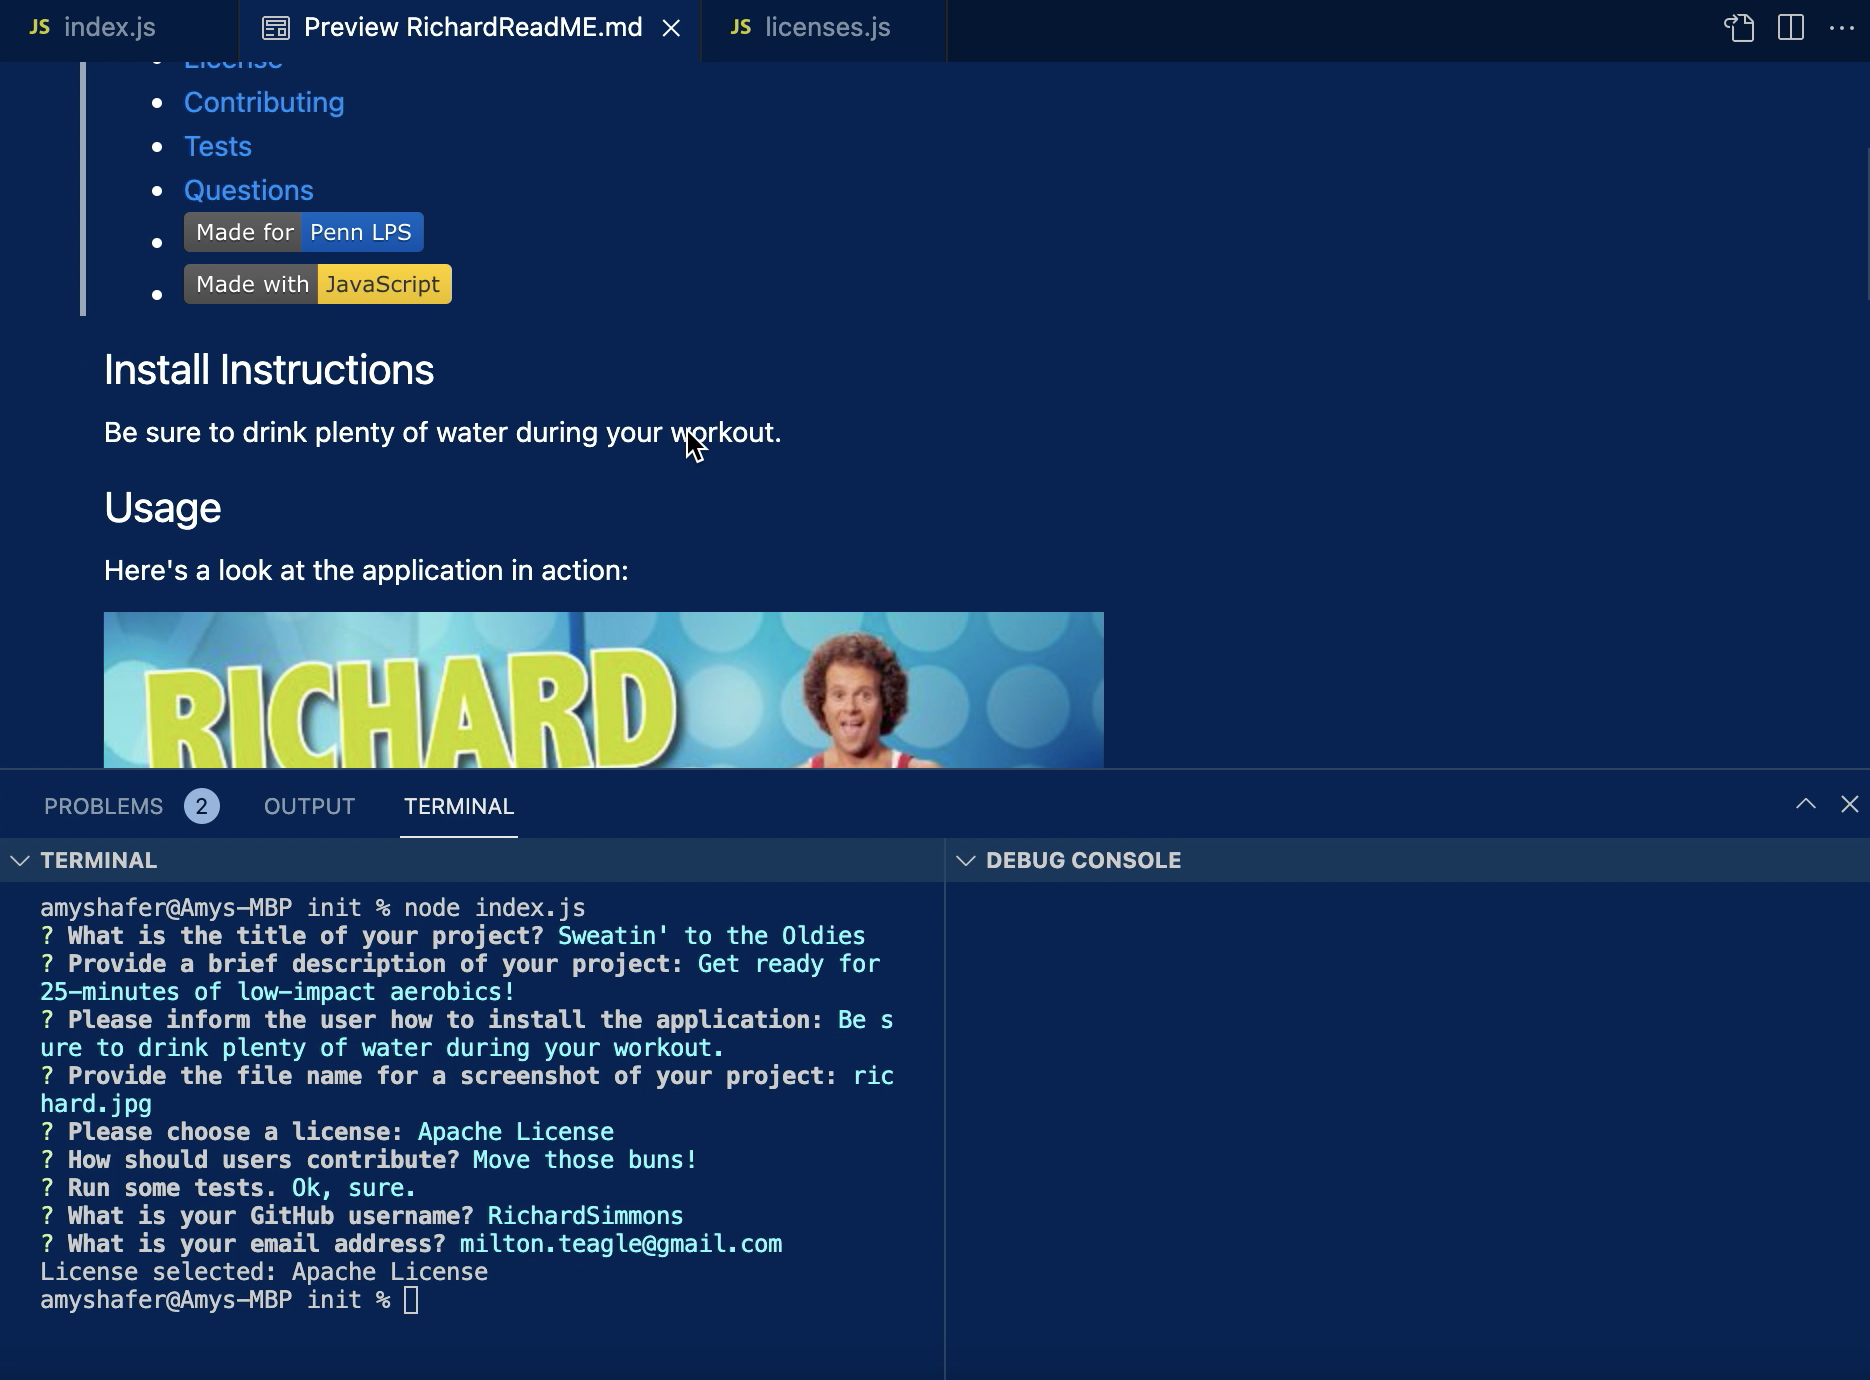 JS index.js
Preview RichardReadME.md
JS licenses.js
License
Contributing
Tests
Questions
Made for Penn LPS
Made with JavaScript
Install Instructions
Be sure to drink plenty of water during your workout.
Usage
Here's a look at the application in action:
RICHARD
PROBLEMS 2 OUTPUT TERMINAL
TERMINAL
amyshafer@Amys-MBP init % node index.js
? What is the title of your project? Sweatin' to the Oldies
? Provide a brief description of your project: Get ready for
25-minutes of low-impact aerobics!
? Please inform the user how to install the application: Be s
ure to drink plenty of water during your workout.
? Provide the file name for a screenshot of your project: ric
hard.jpg
? Please choose a license: Apache License
? How should users contribute? Move those buns!
? Run some tests. Ok, sure.
? What is your GitHub username? RichardSimmons
? What is your email address? milton.teagle@gmail.com
License selected: Apache License
amyshafer@Amys-MBP init %
DEBUG CONSOLE